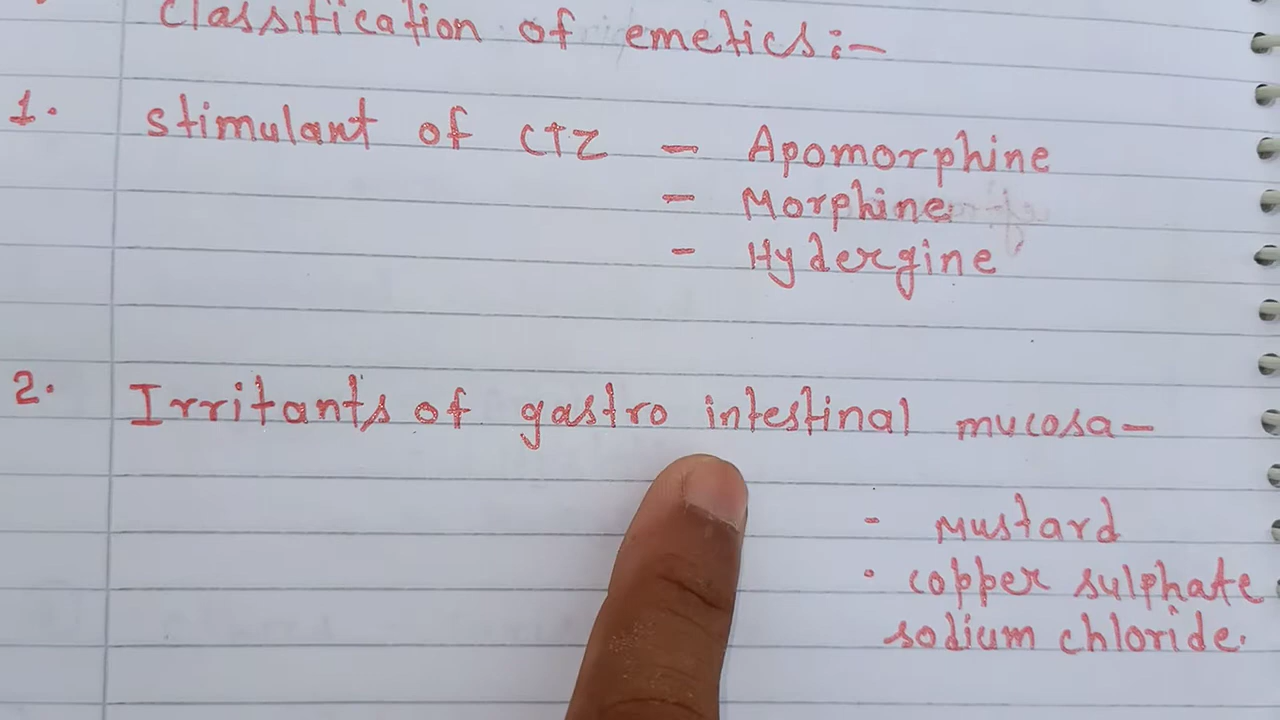 Classification of emetics:-
1. Stimulant of CTZ - Apomorphine
- Morphine
- Hydergine
2. Irritants of gastro intestinal mucosa-
- Mustard
• copper sulphate
sodium chloride.